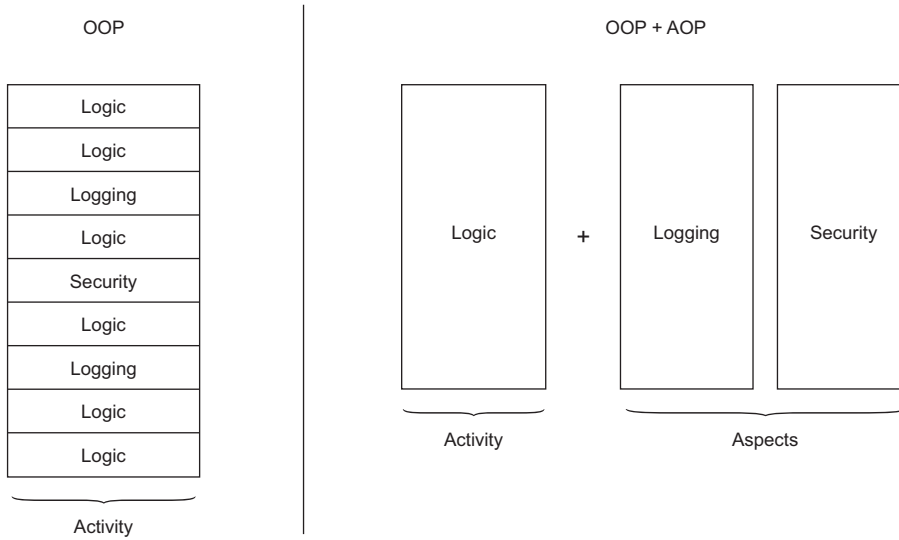 OOP
Logic
Logic
Logging
Logic
Security
Logic
Logging
Logic
Logic
Activity
OOP + AOP
Logic
+
Logging
Security
Activity
Aspects